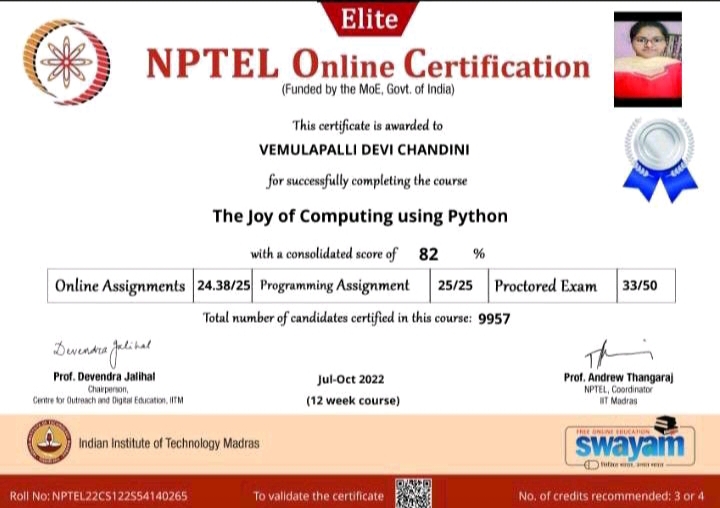 Elite
NPTEL Online Certification
(Funded by the MoE, Govt. of India)
This certificate is awarded to
VEMULAPALLI DEVI CHANDINI
for successfully completing the course
The Joy of Computing using Python
with a consolidated score of 82 %
Online Assignments 24.38/25 Programming Assignment 25/25 Proctored Exam 33/50
Total number of candidates certified in this course: 9957
Devendra Jalihal
Prof. Devendra Jalihal
Chairperson,
Centre for Outreach and Digital Education, IITM
Jul-Oct 2022
(12 week course)
Prof. Andrew Thangaraj
NPTEL, Coordinator
IIT Madras
Indian Institute of Technology Madras
FREE ONLINE EDUCATION
swayam
शिक्षित भारत, उन्नत भारत
Roll No: NPTEL22CS122S54140265
To validate the certificate
No. of credits recommended: 3 or 4